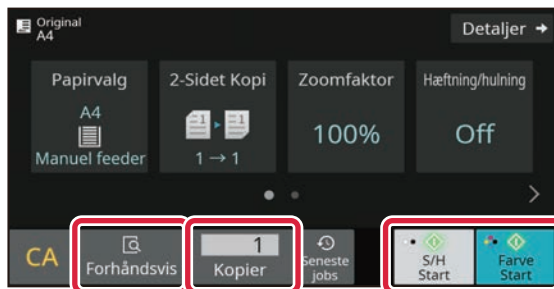 Original
A4
Detaljer
Papirvalg
A4
Manuel feeder
2-Sidet Kopi
1 → 1
Zoomfaktor
100%
Hæftning/hulning
Off
CA
Forhåndsvis
1
Kopier
Seneste
jobs
S/H
Start
Farve
Start